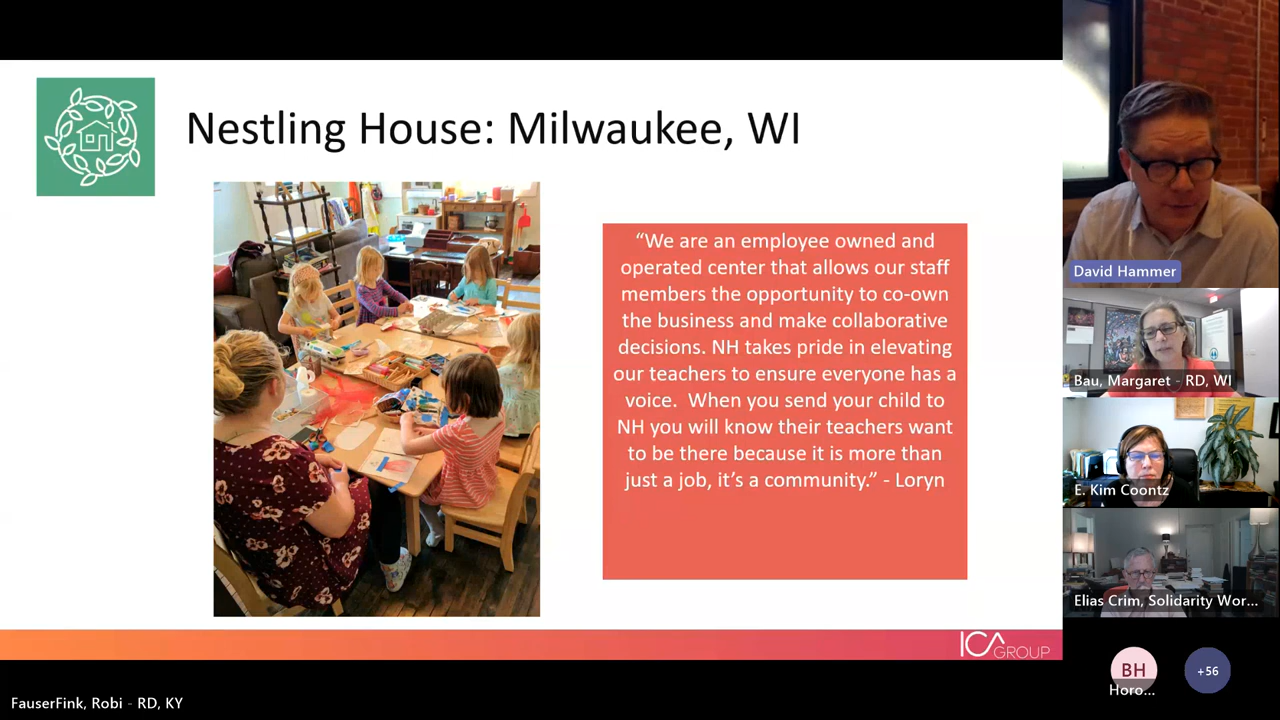 Nestling House: Milwaukee, WI
“We are an employee owned and
operated center that allows our staff
members the opportunity to co-own
the business and make collaborative
decisions. NH takes pride in elevating
our teachers to ensure everyone has a
voice.  When you send your child to
NH you will know their teachers want
to be there because it is more than
just a job, it’s a community.” - Loryn
ICA GROUP
David Hammer
Bau, Margaret - RD, WI
E. Kim Coontz
Elias Crim, Solidarity Wor...
BH
Horo...
+56
FauserFink, Robi - RD, KY